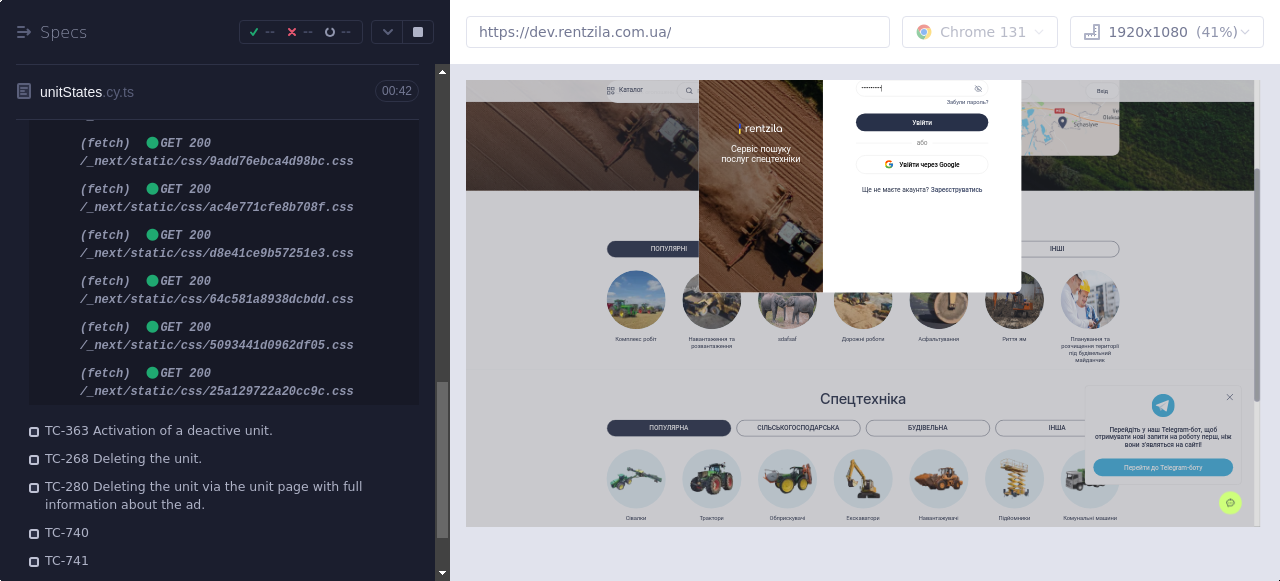 Specs
-- -- --
https://dev.rentzila.com.ua/
Chrome 131
1920x1080 (41%)
unitStates.cy.ts
00:42
(fetch) GET 200
/_next/static/css/9add76ebca4d98bc.css
(fetch) GET 200
/_next/static/css/ac4e771cfe8b708f.css
(fetch) GET 200
/_next/static/css/d8e41ce9b57251e3.css
(fetch) GET 200
/_next/static/css/64c581a8938dcbdd.css
(fetch) GET 200
/_next/static/css/5093441d0962df05.css
(fetch) GET 200
/_next/static/css/25a129722a20cc9c.css
TC-363 Activation of a deactive unit.
TC-268 Deleting the unit.
TC-280 Deleting the unit via the unit page with full
information about the ad.
TC-740
TC-741
Каталог
Вхід
rentzila
Сервіс пошуку
послуг спецтехніки
Забули пароль?
Увійти
або
Увійти через Google
Ще не маєте акаунта? Зареєструватись
ПОПУЛЯРНІ
ІНШІ
Комплекс робіт
Навантаження та
розвантаження
sdafsaf
Дорожні роботи
Асфальтування
Риття ям
Планування та
розчищення території
під будівельний
майданчик
Спецтехніка
ПОПУЛЯРНА
СІЛЬСЬКОГОСПОДАРСЬКА
БУДІВЕЛЬНА
ІНША
Сівалки
Трактори
Обприскувачі
Екскаватори
Навантажувачі
Підйомники
Комунальні машини
Перейдіть у наш Telegram-бот, щоб
отримувати нові запити на роботу перш, ніж
вони з'являться на сайті!
Перейти до Telegram-боту